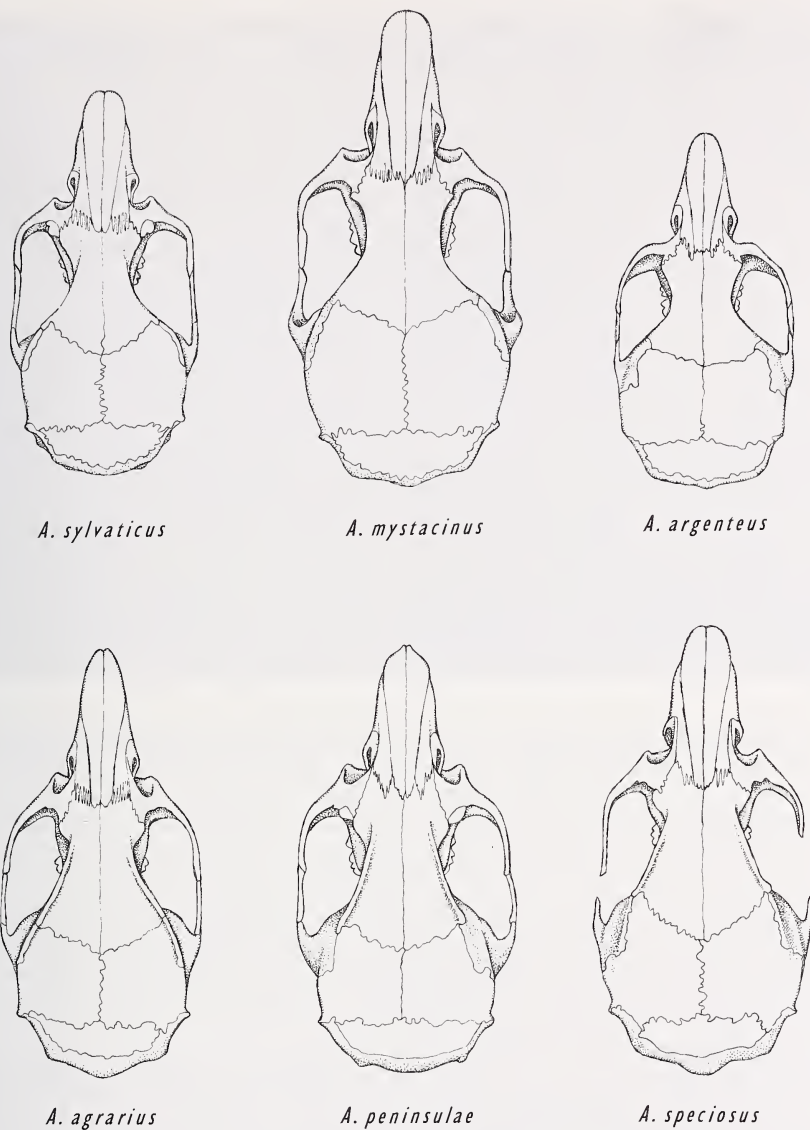 A. sylvaticus
A. mystacinus
A. argenteus
A. agrarius
A. peninsulae
A. speciosus